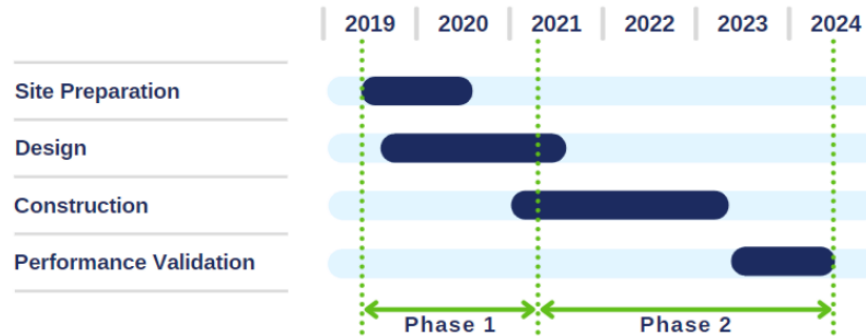 2019 2020 2021 2022 2023 2024
Site Preparation
Design
Construction
Performance Validation
Phase 1 Phase 2